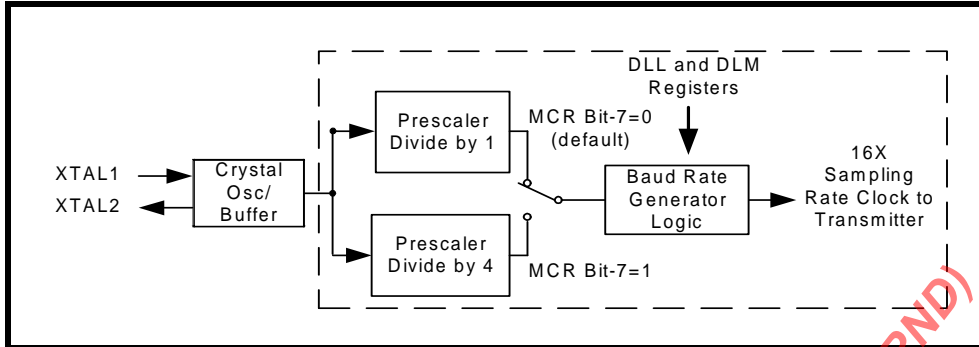 DLL and DLM
Registers
Prescaler
Divide by 1
MCR Bit-7=0
(default)
16X
Sampling
Rate Clock to
Transmitter
XTAL1
XTAL2
Crystal
Osc/
Buffer
Baud Rate
Generator
Logic
Prescaler
Divide by 4
MCR Bit-7=1
RND)